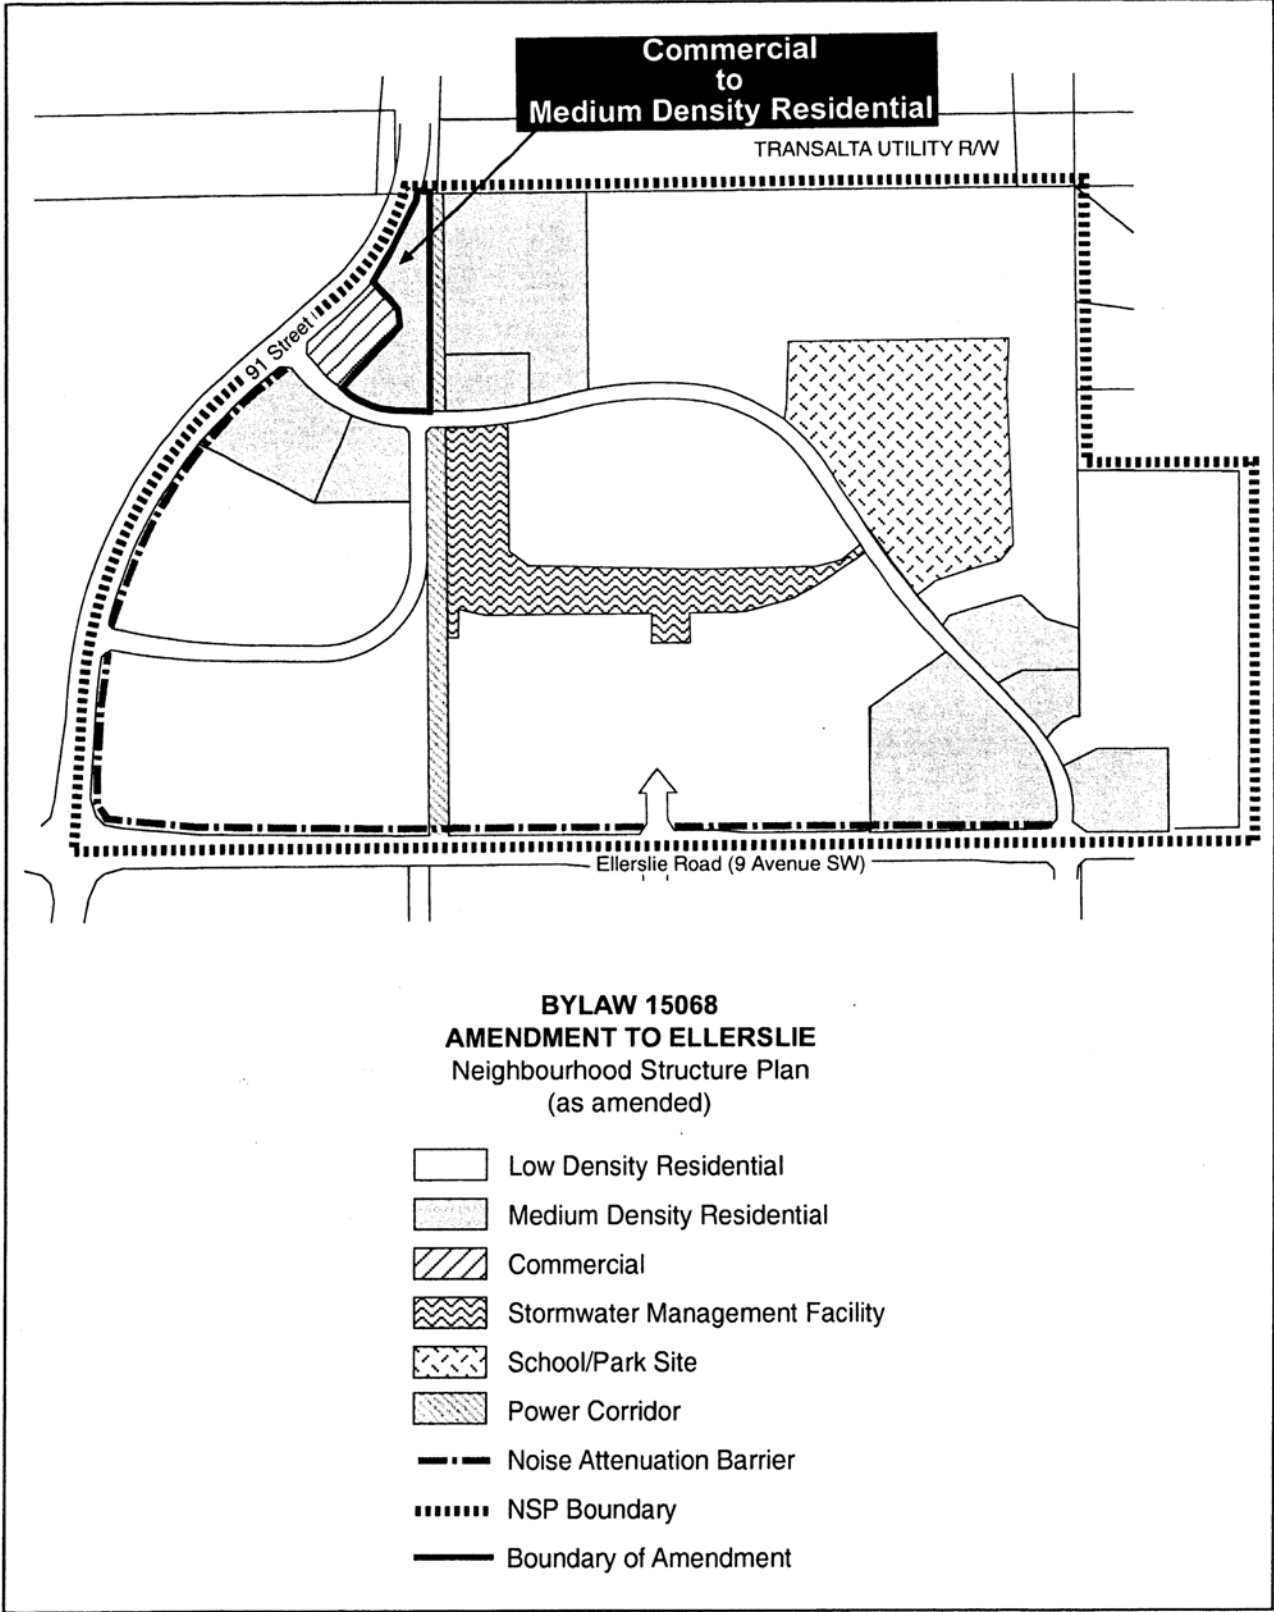 Commercial
to
Medium Density Residential
TRANSALTA UTILITY R/W
91 Street
Ellerslie Road (9 Avenue SW)
BYLAW 15068
AMENDMENT TO ELLERSLIE
Neighbourhood Structure Plan
(as amended)
Low Density Residential
Medium Density Residential
Commercial
Stormwater Management Facility
School/Park Site
Power Corridor
Noise Attenuation Barrier
NSP Boundary
Boundary of Amendment